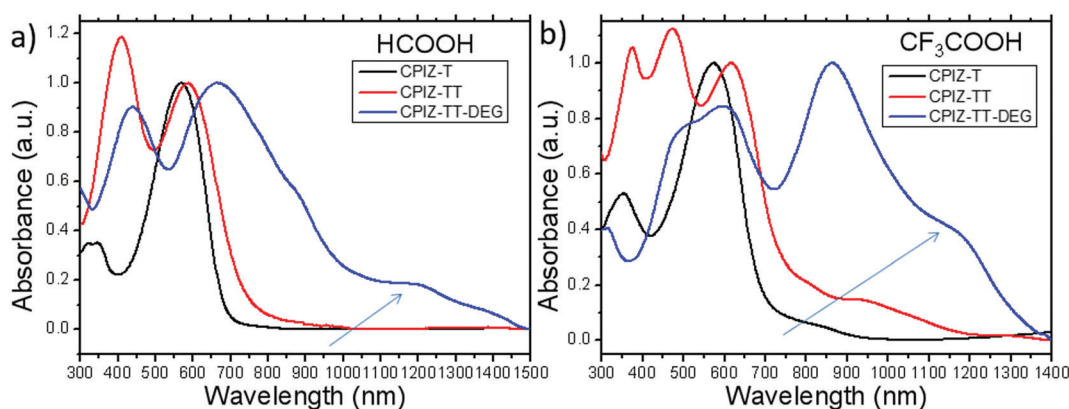 a)
HCOOH
CPIZ-T
CPIZ-TT
CPIZ-TT-DEG
Absorbance (a.u.)
1.2
1.0
0.8
0.6
0.4
0.2
0.0
300 400 500 600 700 800 900 1000 1100 1200 1300 1400 1500
Wavelength (nm)
b)
CF3COOH
CPIZ-T
CPIZ-TT
CPIZ-TT-DEG
Absorbance (a.u.)
1.0
0.8
0.6
0.4
0.2
0.0
300 400 500 600 700 800 900 1000 1100 1200 1300 1400
Wavelength (nm)